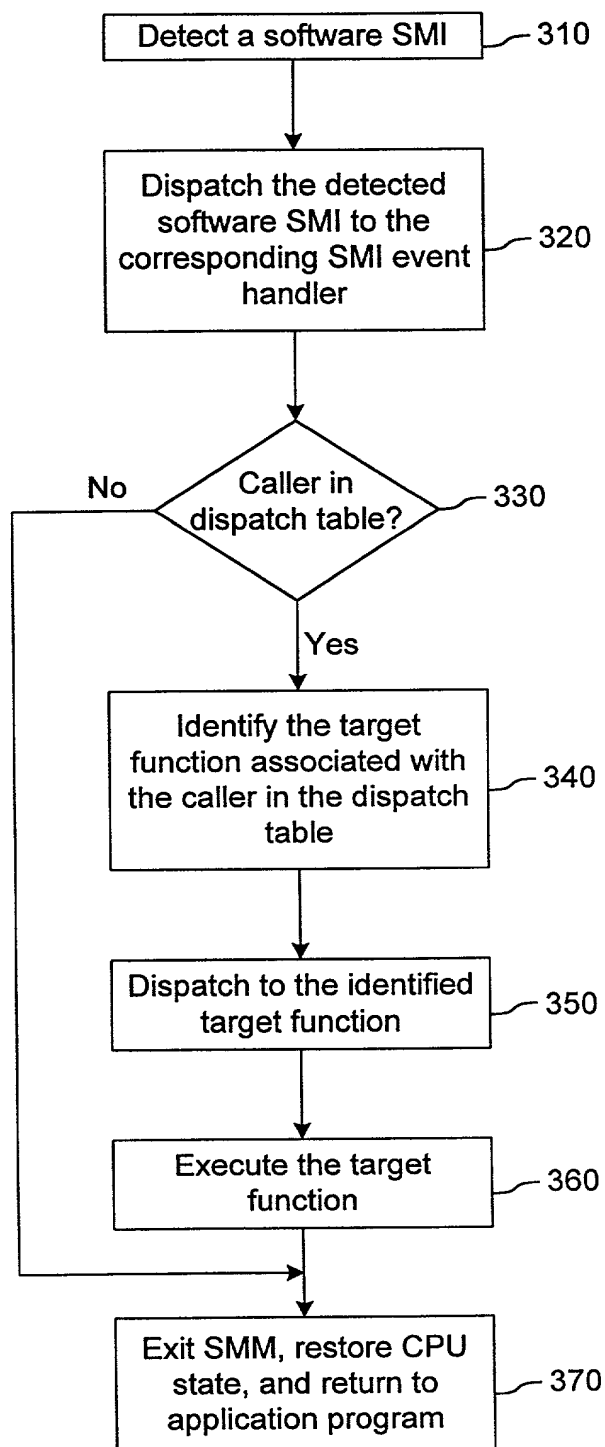 Detect a software SMI
310
Dispatch the detected
software SMI to the
corresponding SMI event
handler
320
Caller in
dispatch table?
330
No
Yes
Identify the target
function associated with
the caller in the dispatch
table
340
Dispatch to the identified
target function
350
Execute the target
function
360
Exit SMM, restore CPU
state, and return to
application program
370